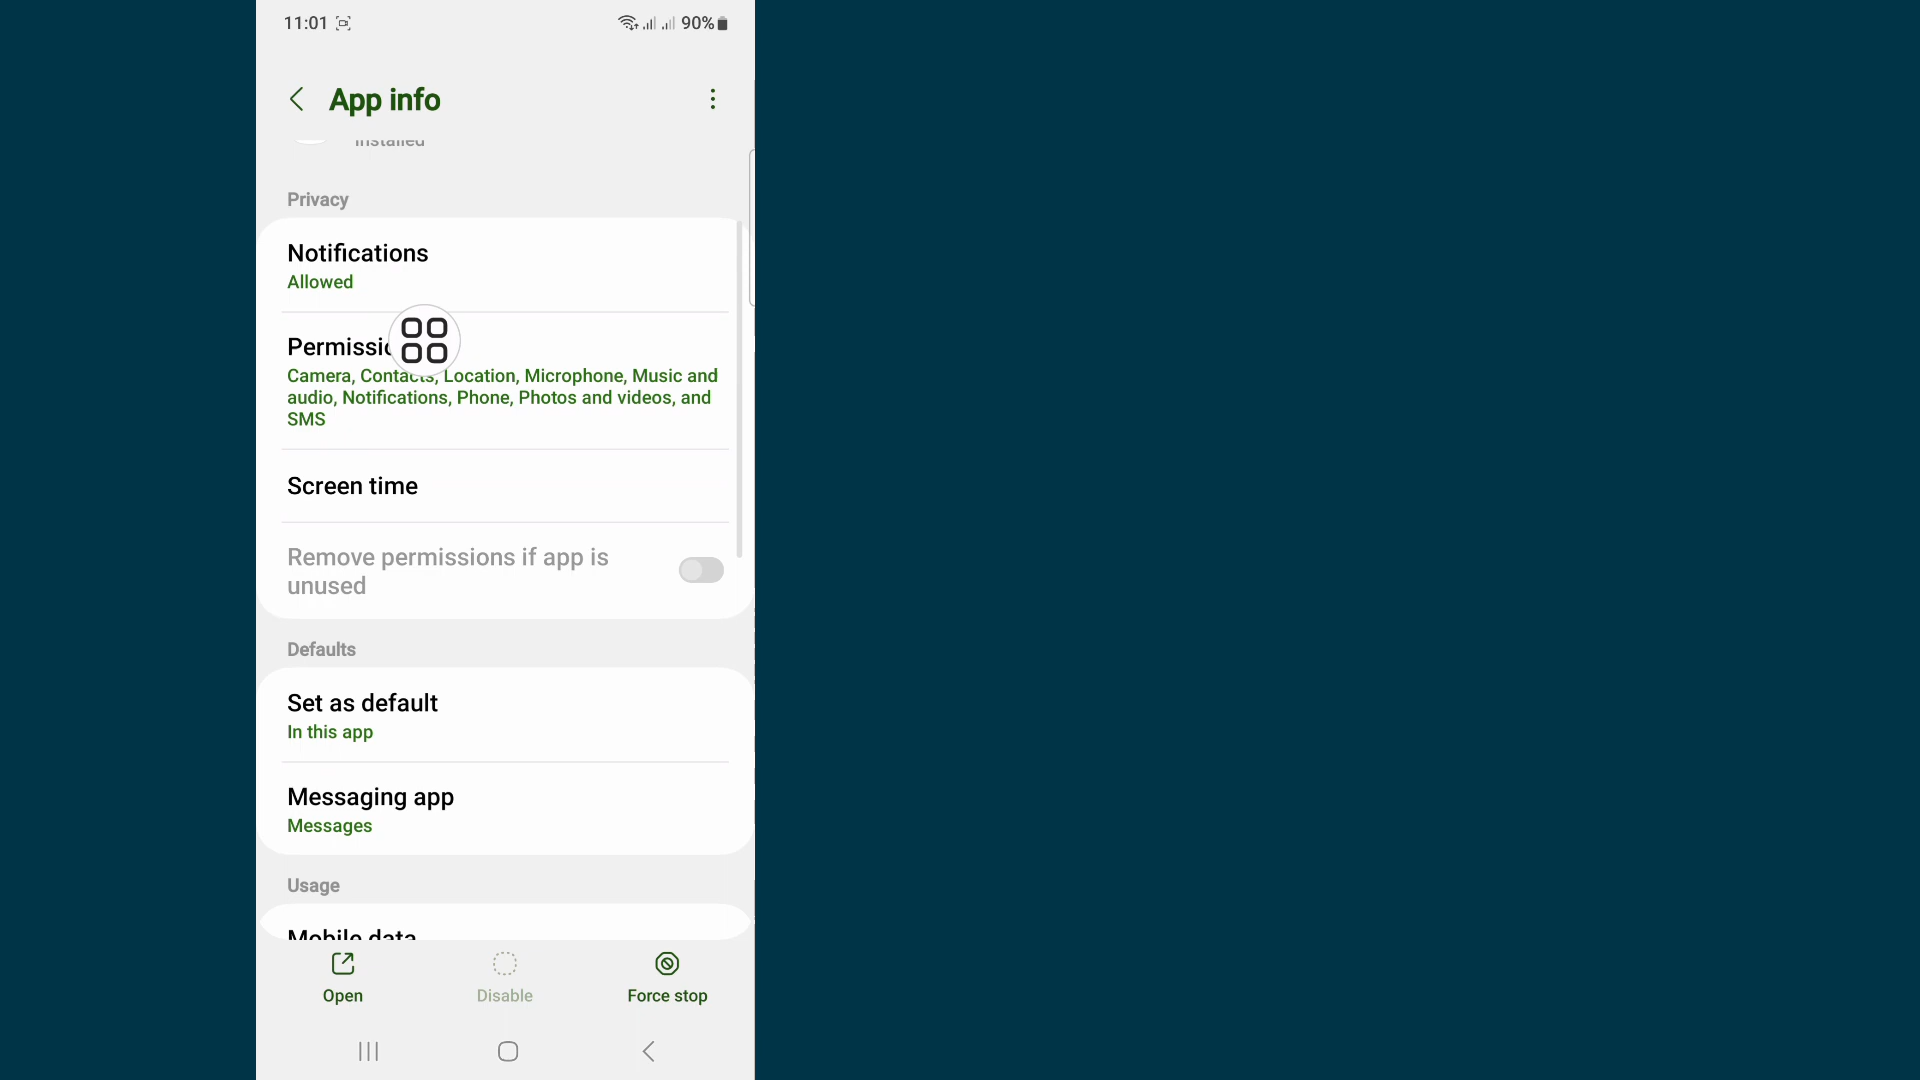 11:01
90%
App info
Installed
Privacy
Notifications
Allowed
Camera, Contacts, Location, Microphone, Music and
audio, Notifications, Phone, Photos and videos, and
SMS
Screen time
Remove permissions if app is
unused
Defaults
Set as default
In this app
Messaging app
Messages
Usage
Mobile data
Open
Disable
Force stop